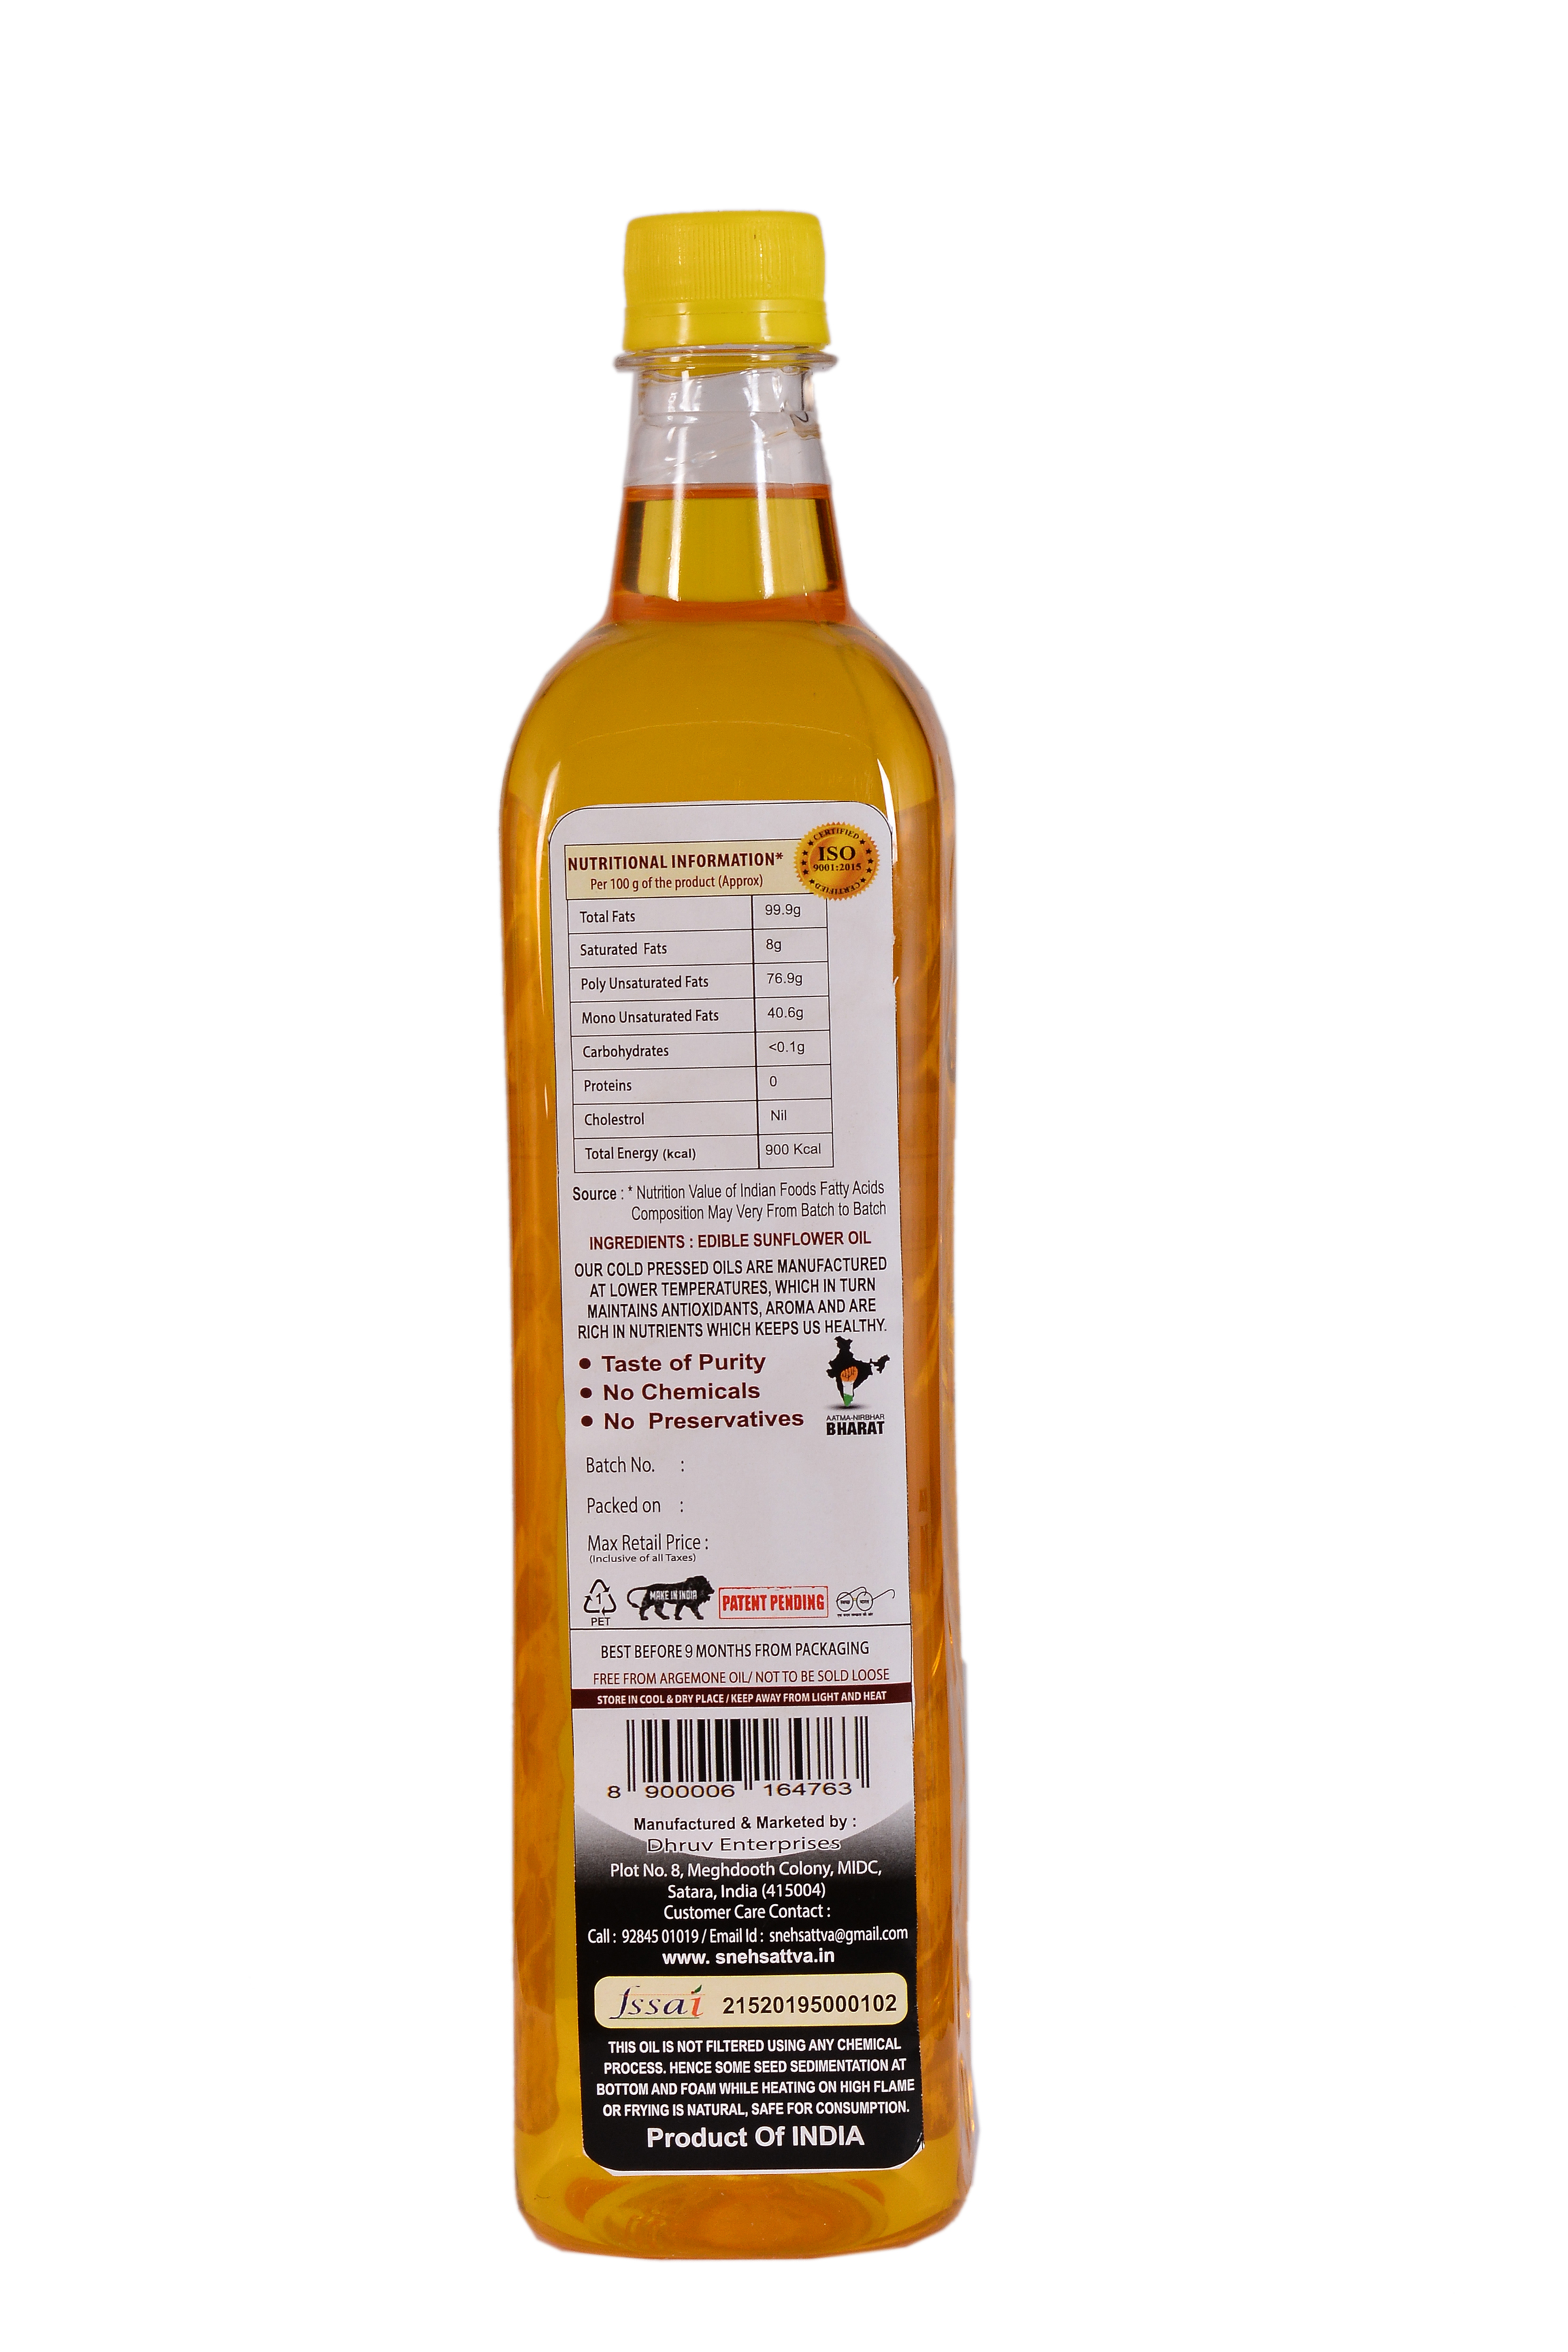 CERTIFIED
ISO
9001:2015
CERTIFIED
NUTRITIONAL INFORMATION*
Per 100 g of the product (Approx)
Total Fats 99.9g
Saturated Fats 8g
Poly Unsaturated Fats 76.9g
Mono Unsaturated Fats 40.6g
Carbohydrates <0.1g
Proteins 0
Cholestrol Nil
Total Energy (kcal) 900 Kcal
Source : * Nutrition Value of Indian Foods Fatty Acids
Composition May Very From Batch to Batch
INGREDIENTS : EDIBLE SUNFLOWER OIL
OUR COLD PRESSED OILS ARE MANUFACTURED
AT LOWER TEMPERATURES, WHICH IN TURN
MAINTAINS ANTIOXIDANTS, AROMA AND ARE
RICH IN NUTRIENTS WHICH KEEPS US HEALTHY.
• Taste of Purity
• No Chemicals
• No Preservatives
AATMA-NIRBHAR
BHARAT
Batch No. :
Packed on :
Max Retail Price :
(Inclusive of all Taxes)
1
PET
MAKE IN INDIA
PATENT PENDING
BEST BEFORE 9 MONTHS FROM PACKAGING
FREE FROM ARGEMONE OIL/ NOT TO BE SOLD LOOSE
STORE IN COOL & DRY PLACE / KEEP AWAY FROM LIGHT AND HEAT
8 900006 164763
Manufactured & Marketed by :
Dhruv Enterprises
Plot No. 8, Meghdooth Colony, MIDC,
Satara, India (415004)
Customer Care Contact :
Call : 92845 01019 / Email Id : snehsattva@gmail.com
www. snehsattva.in
fssai 21520195000102
THIS OIL IS NOT FILTERED USING ANY CHEMICAL
PROCESS. HENCE SOME SEED SEDIMENTATION AT
BOTTOM AND FOAM WHILE HEATING ON HIGH FLAME
OR FRYING IS NATURAL, SAFE FOR CONSUMPTION.
Product Of INDIA